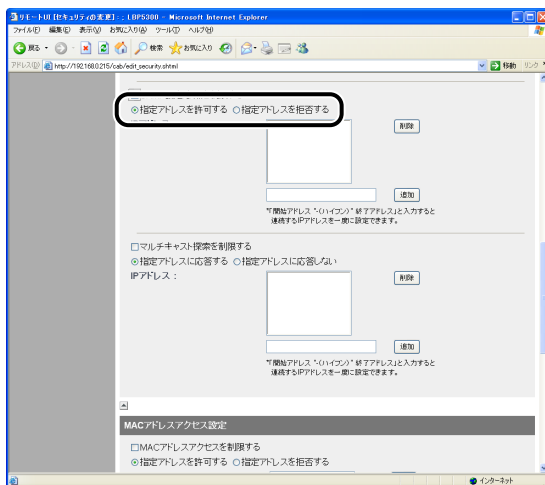 リモートUI [セキュリティの変更] : ; LBP5300 - Microsoft Internet Explorer
ファイル(F) 編集(E) 表示(V) お気に入り(A) ツール(T) ヘルプ(H)
戻る 検索 お気に入り
アドレス(D) http://192.168.0.215/cab/edit_security.shtml 移動 リンク
指定アドレスを許可する 指定アドレスを拒否する
削除
追加
"「開始アドレス "-(ハイフン)" 終了アドレス」と入力すると
連続するIPアドレスを一度に設定できます。
マルチキャスト探索を制限する
指定アドレスに応答する 指定アドレスに応答しない
IPアドレス :
削除
追加
"「開始アドレス "-(ハイフン)" 終了アドレス」と入力すると
連続するIPアドレスを一度に設定できます。
MACアドレスアクセス設定
MACアドレスアクセスを制限する
指定アドレスを許可する 指定アドレスを拒否する
インターネット